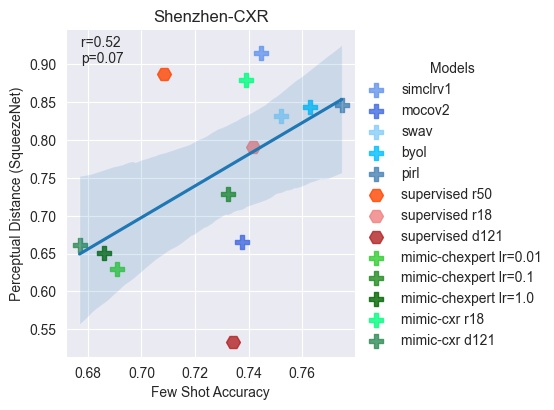 Shenzhen-CXR
r=0.52
p=0.07
0.90
0.85
0.80
0.75
0.70
0.65
0.60
0.55
Perceptual Distance (SqueezeNet)
0.68 0.70 0.72 0.74 0.76
Few Shot Accuracy
Models
simclrv1
mocov2
swav
byol
pirl
supervised r50
supervised r18
supervised d121
mimic-chexpert lr=0.01
mimic-chexpert lr=0.1
mimic-chexpert lr=1.0
mimic-cxr r18
mimic-cxr d121